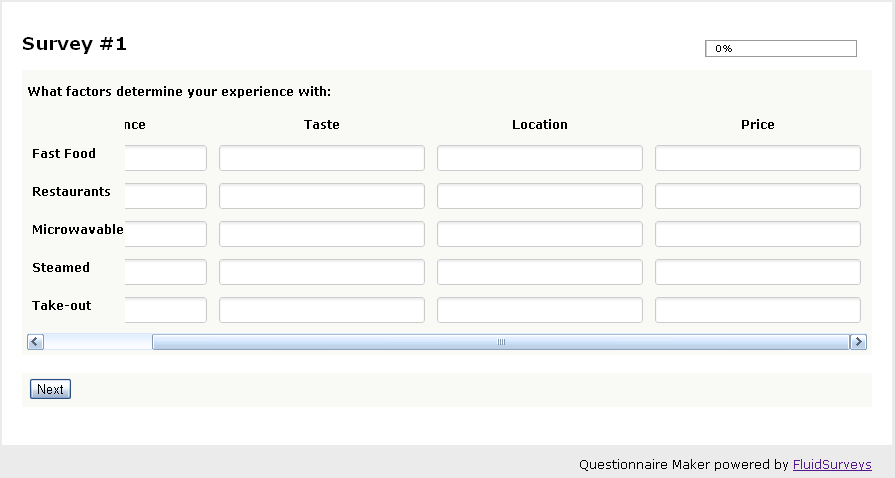 Survey #1
0%
What factors determine your experience with:
nce Taste Location Price
Fast Food
Restaurants
Microwavable
Steamed
Take-out
Next
Questionnaire Maker powered by FluidSurveys